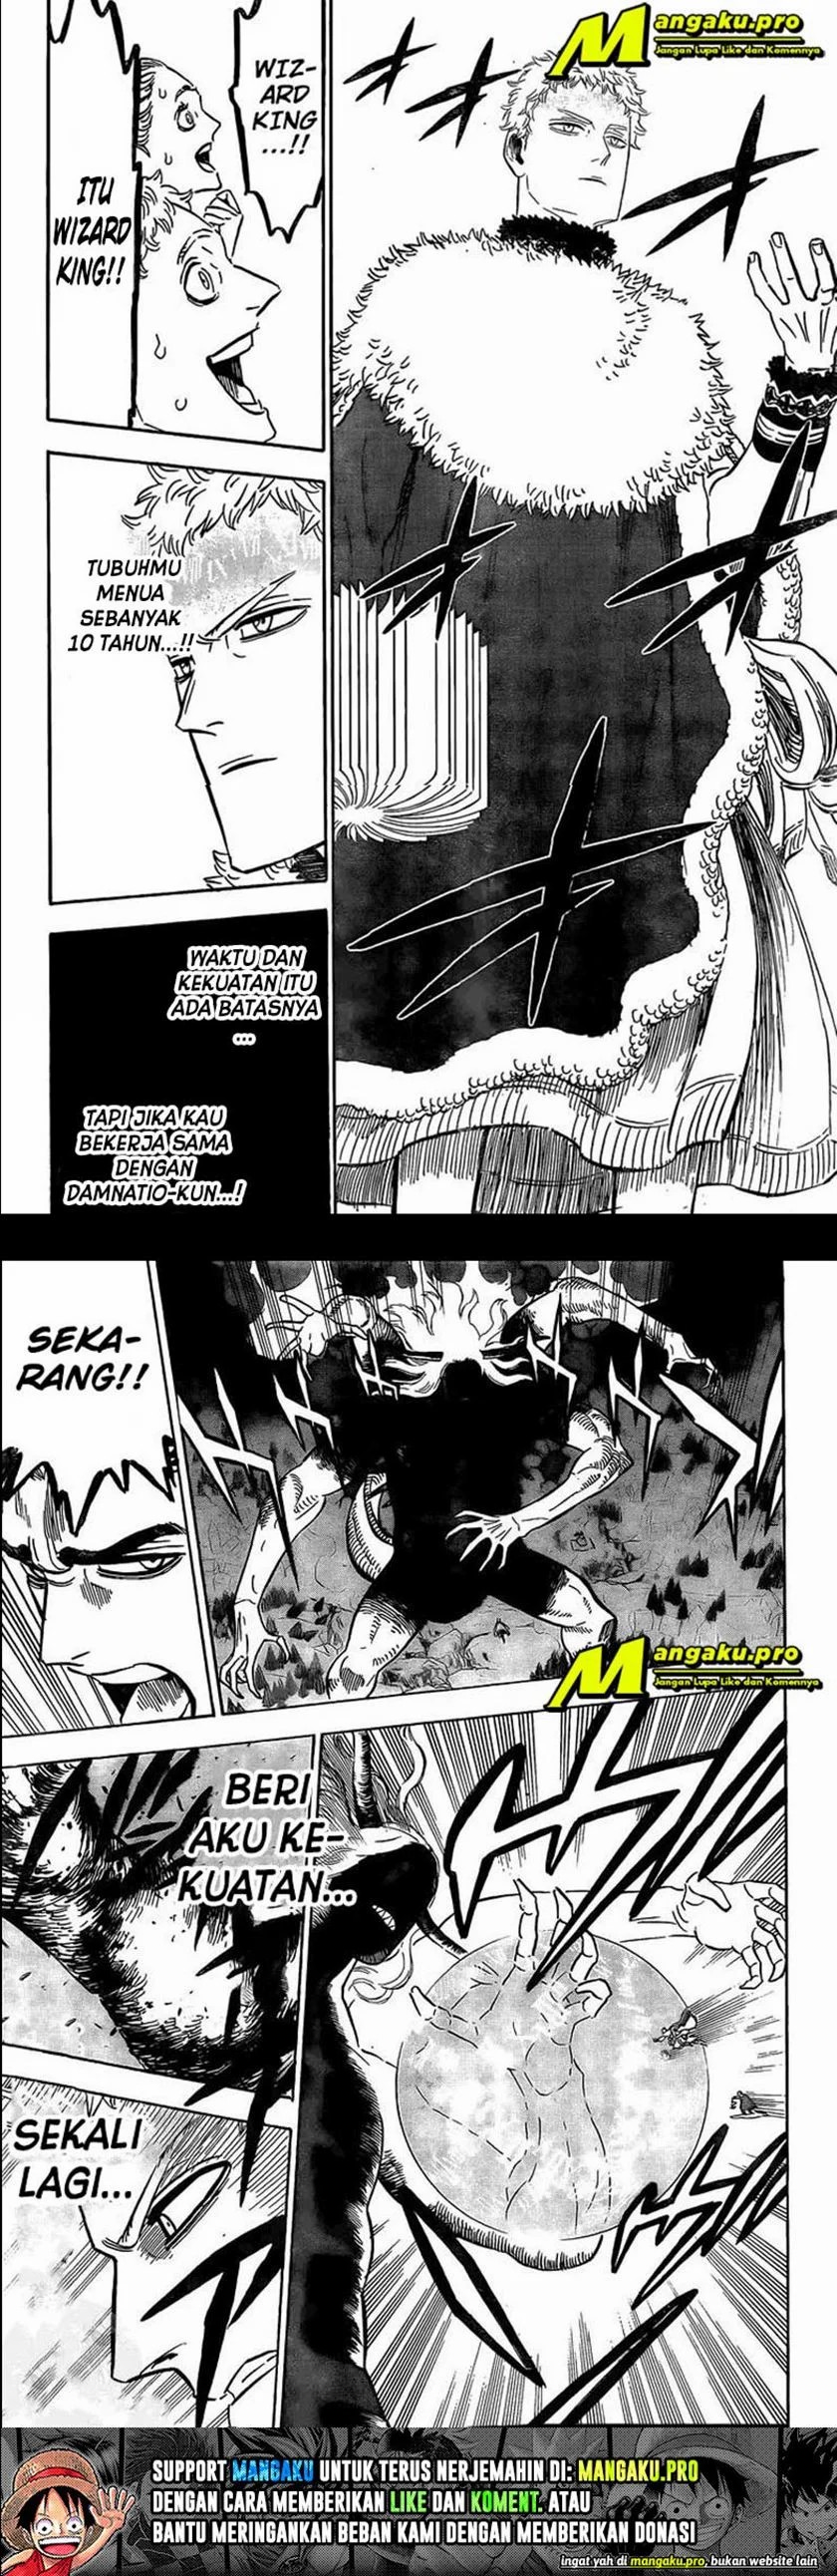 Mangaku.pro
Jangan Lupa Like dan Komennya
WIZ-
ARD
KING
...!!
ITU
WIZARD
KING!!
TUBUHMU
MENUA
SEBANYAK
10 TAHUN...!!
WAKTU DAN
KEKUATAN ITU
ADA BATASNYA
...
TAPI JIKA KAU
BEKERJA SAMA
DENGAN
DAMNATIO-KUN...!
SEKA-
RANG!!
Mangaku.pro
Jangan Lupa Like dan Komennya
BERI
AKU KE-
KUATAN...
SEKALI
LAGI...
SUPPORT MANGAKU UNTUK TERUS NERJEMAHIN DI: MANGAKU.PRO
DENGAN CARA MEMBERIKAN LIKE DAN KOMENT. ATAU
BANTU MERINGANKAN BEBAN KAMI DENGAN MEMBERIKAN DONASI
ingat yah di mangaku.pro, bukan website lain